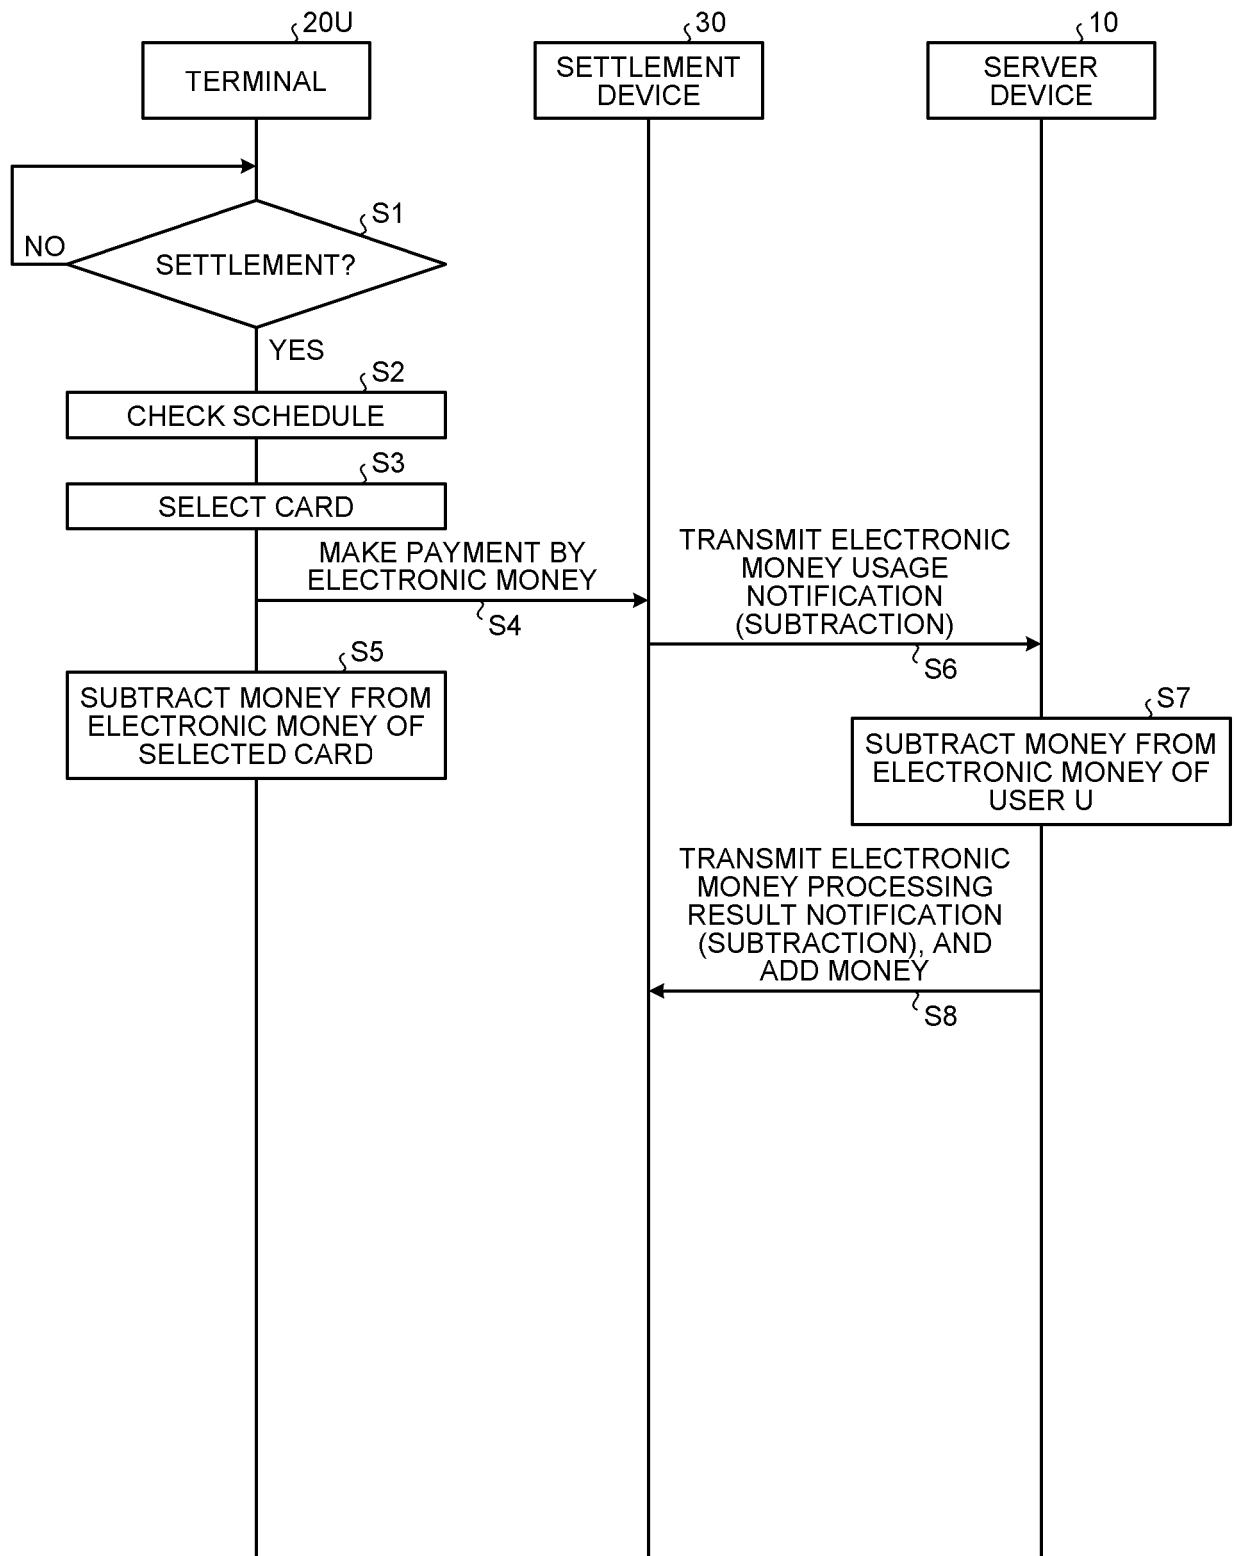 20U
30
10
TERMINAL
SETTLEMENT
DEVICE
SERVER
DEVICE
S1
NO
SETTLEMENT?
YES
S2
CHECK SCHEDULE
S3
SELECT CARD
MAKE PAYMENT BY
ELECTRONIC MONEY
S4
TRANSMIT ELECTRONIC
MONEY USAGE
NOTIFICATION
(SUBTRACTION)
S6
S5
SUBTRACT MONEY FROM
ELECTRONIC MONEY OF
SELECTED CARD
S7
SUBTRACT MONEY FROM
ELECTRONIC MONEY OF
USER U
TRANSMIT ELECTRONIC
MONEY PROCESSING
RESULT NOTIFICATION
(SUBTRACTION), AND
ADD MONEY
S8